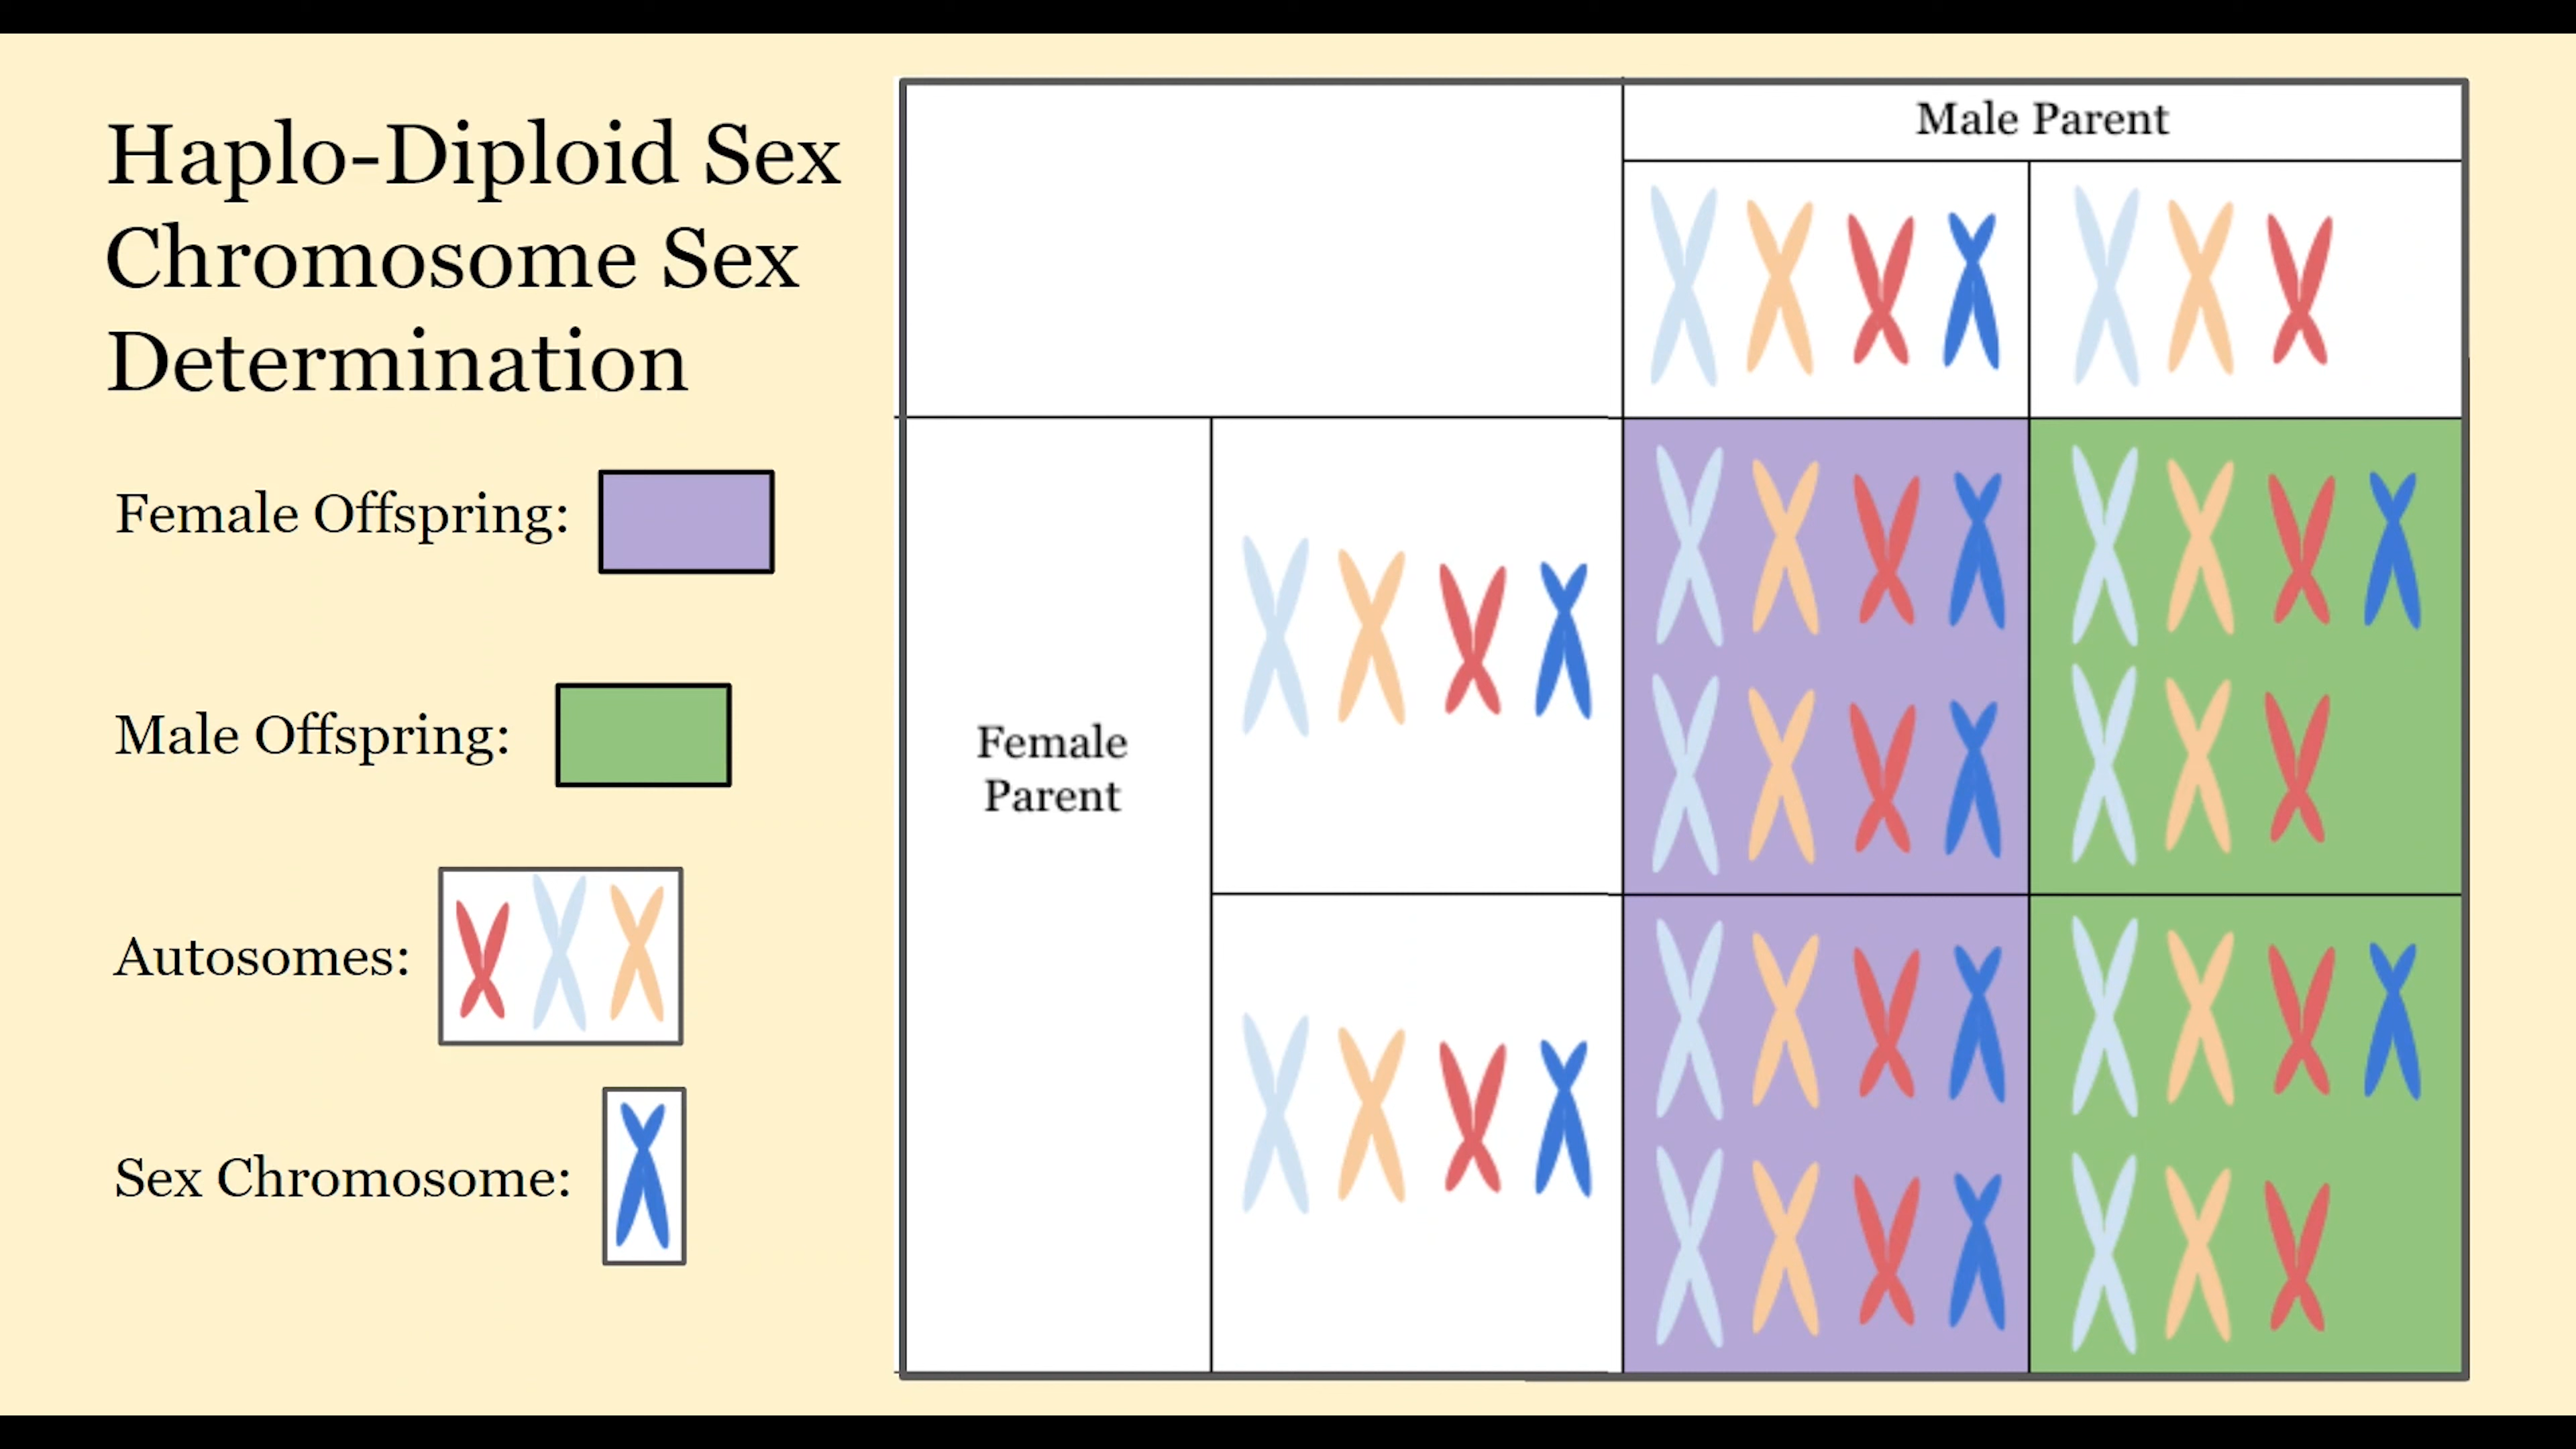 Haplo-Diploid Sex
Chromosome Sex
Determination
Female Offspring:
Male Offspring:
Autosomes:
Sex Chromosome:
Male Parent
Female
Parent